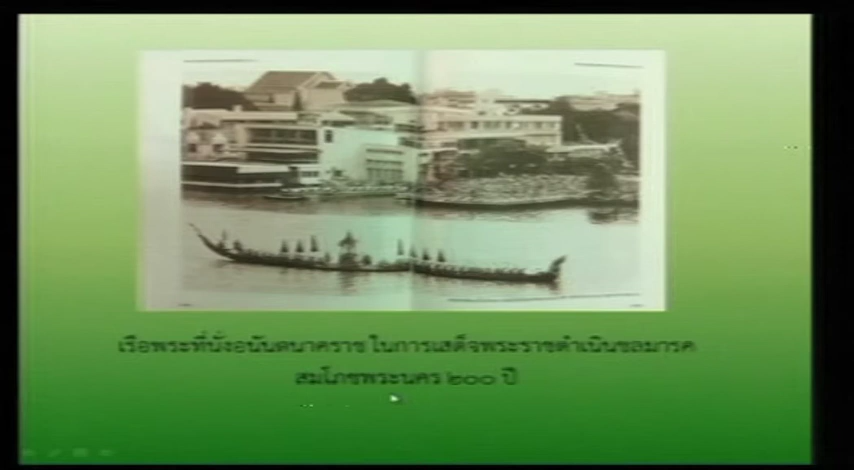 เรือพระที่นั่งอนันตนาคราช ในการเสด็จพระราชดำเนินชลมารค
สมโภชพระนคร ๒๐๐ ปี